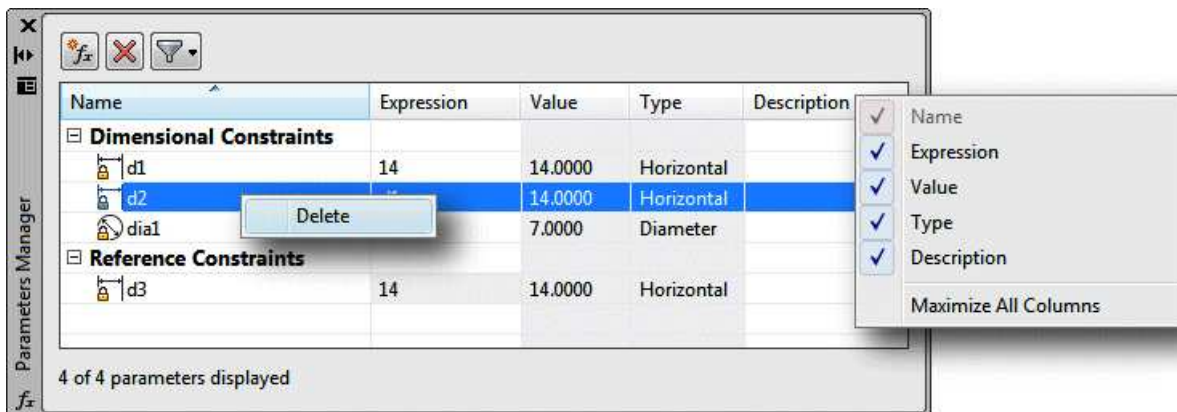 fx
Name Expression Value Type Description
Dimensional Constraints
d1 14 14.0000 Horizontal
d2 14.0000 Horizontal
Delete
dia1 7.0000 Diameter
Reference Constraints
d3 14 14.0000 Horizontal
4 of 4 parameters displayed
Parameters Manager
fx
Name
Expression
Value
Type
Description
Maximize All Columns